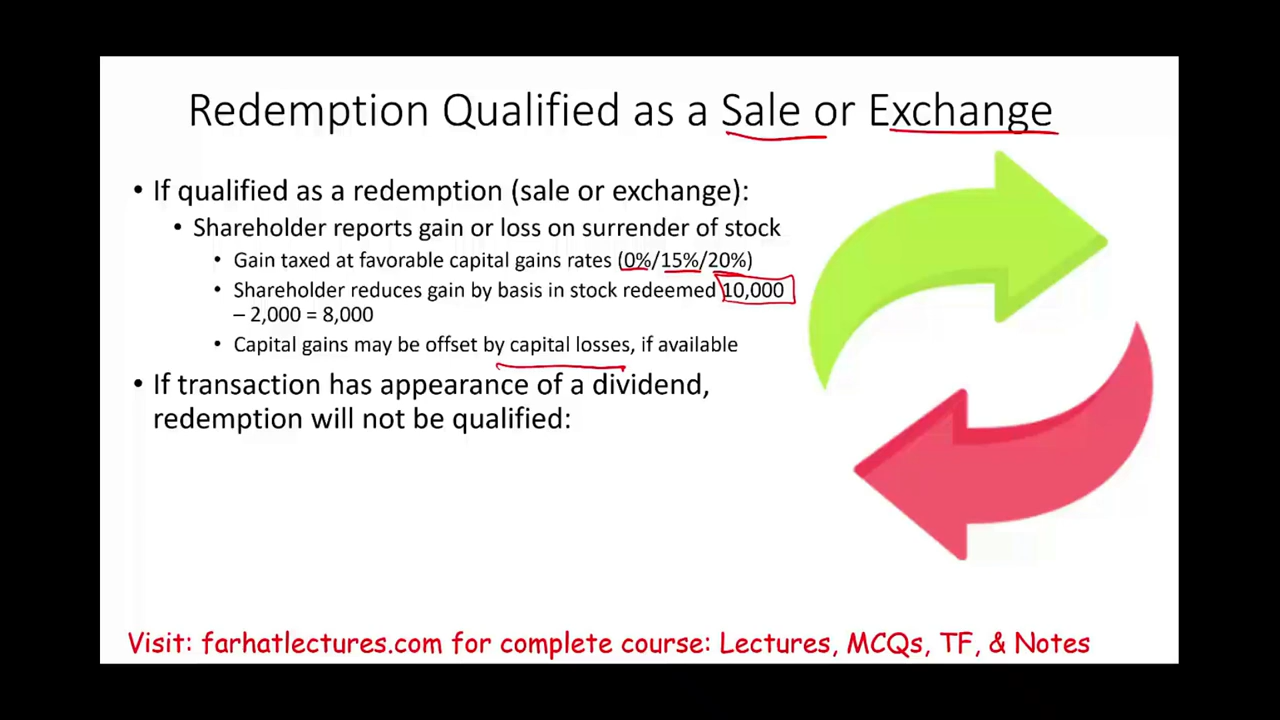 Redemption Qualified as a Sale or Exchange
• If qualified as a redemption (sale or exchange):
• Shareholder reports gain or loss on surrender of stock
• Gain taxed at favorable capital gains rates (0%/15%/20%)
• Shareholder reduces gain by basis in stock redeemed 10,000
– 2,000 = 8,000
• Capital gains may be offset by capital losses, if available
• If transaction has appearance of a dividend,
redemption will not be qualified:
Visit: farhatlectures.com for complete course: Lectures, MCQs, TF, & Notes